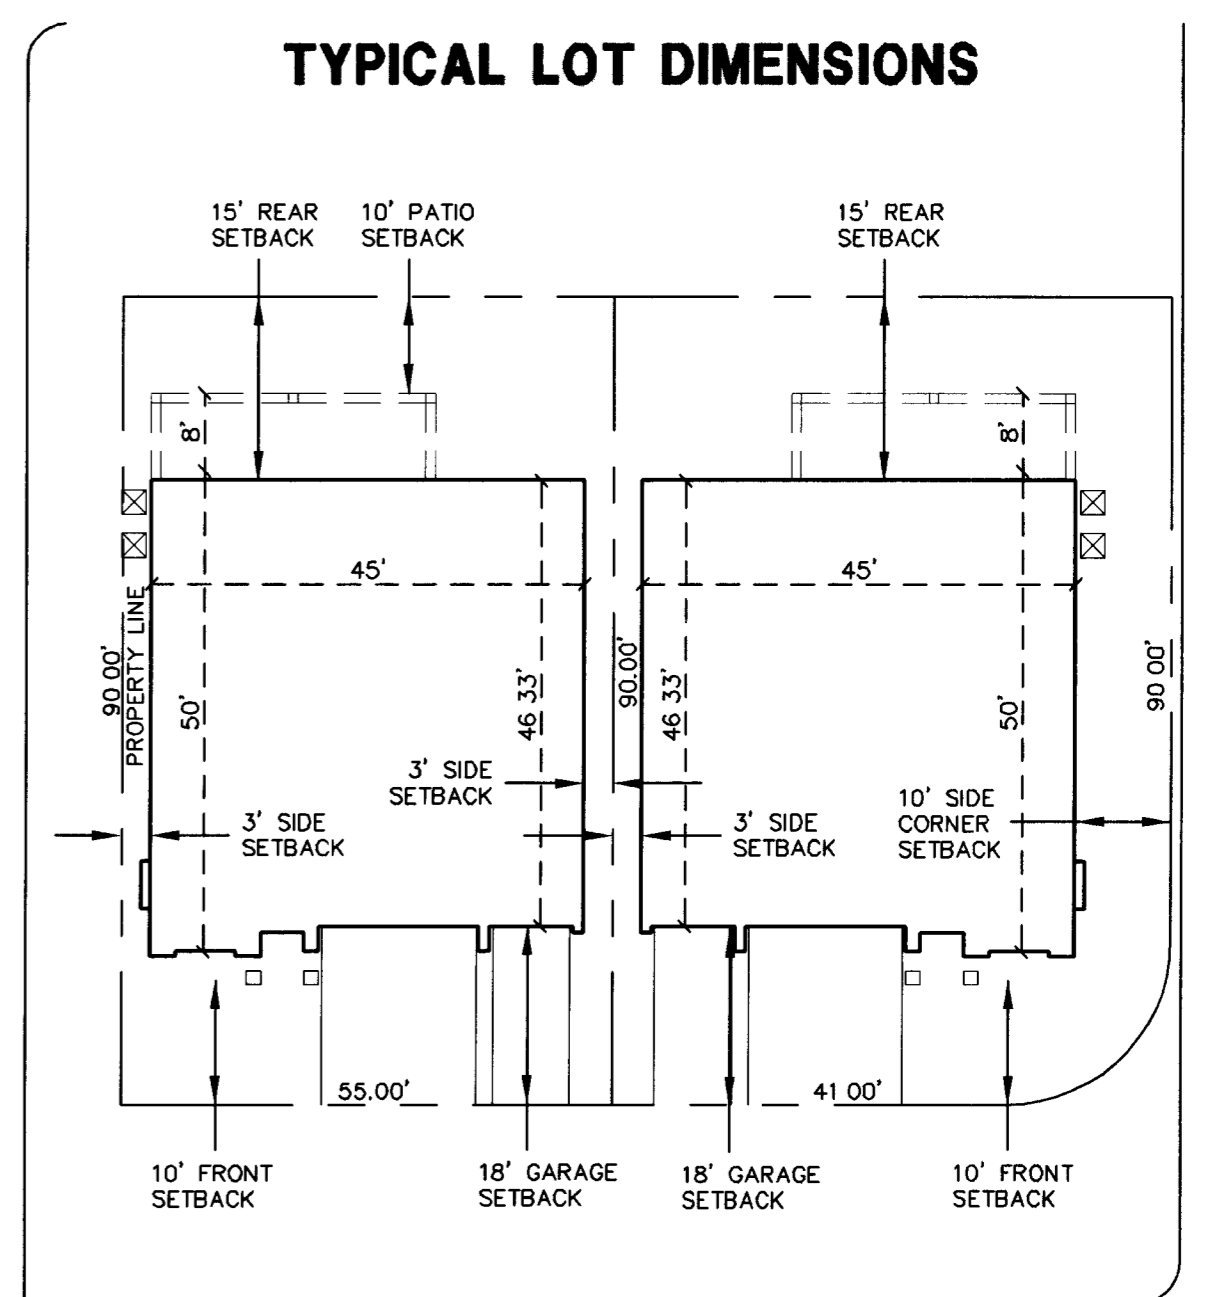 TYPICAL LOT DIMENSIONS
15' REAR
SETBACK
10' PATIO
SETBACK
15' REAR
SETBACK
8'
8'
45'
45'
PROPERTY LINE
90 00'
50'
46 33'
90.00'
46 33'
50'
90 00'
3' SIDE
SETBACK
3' SIDE
SETBACK
3' SIDE
SETBACK
10' SIDE
CORNER
SETBACK
55.00'
41 00'
10' FRONT
SETBACK
18' GARAGE
SETBACK
18' GARAGE
SETBACK
10' FRONT
SETBACK